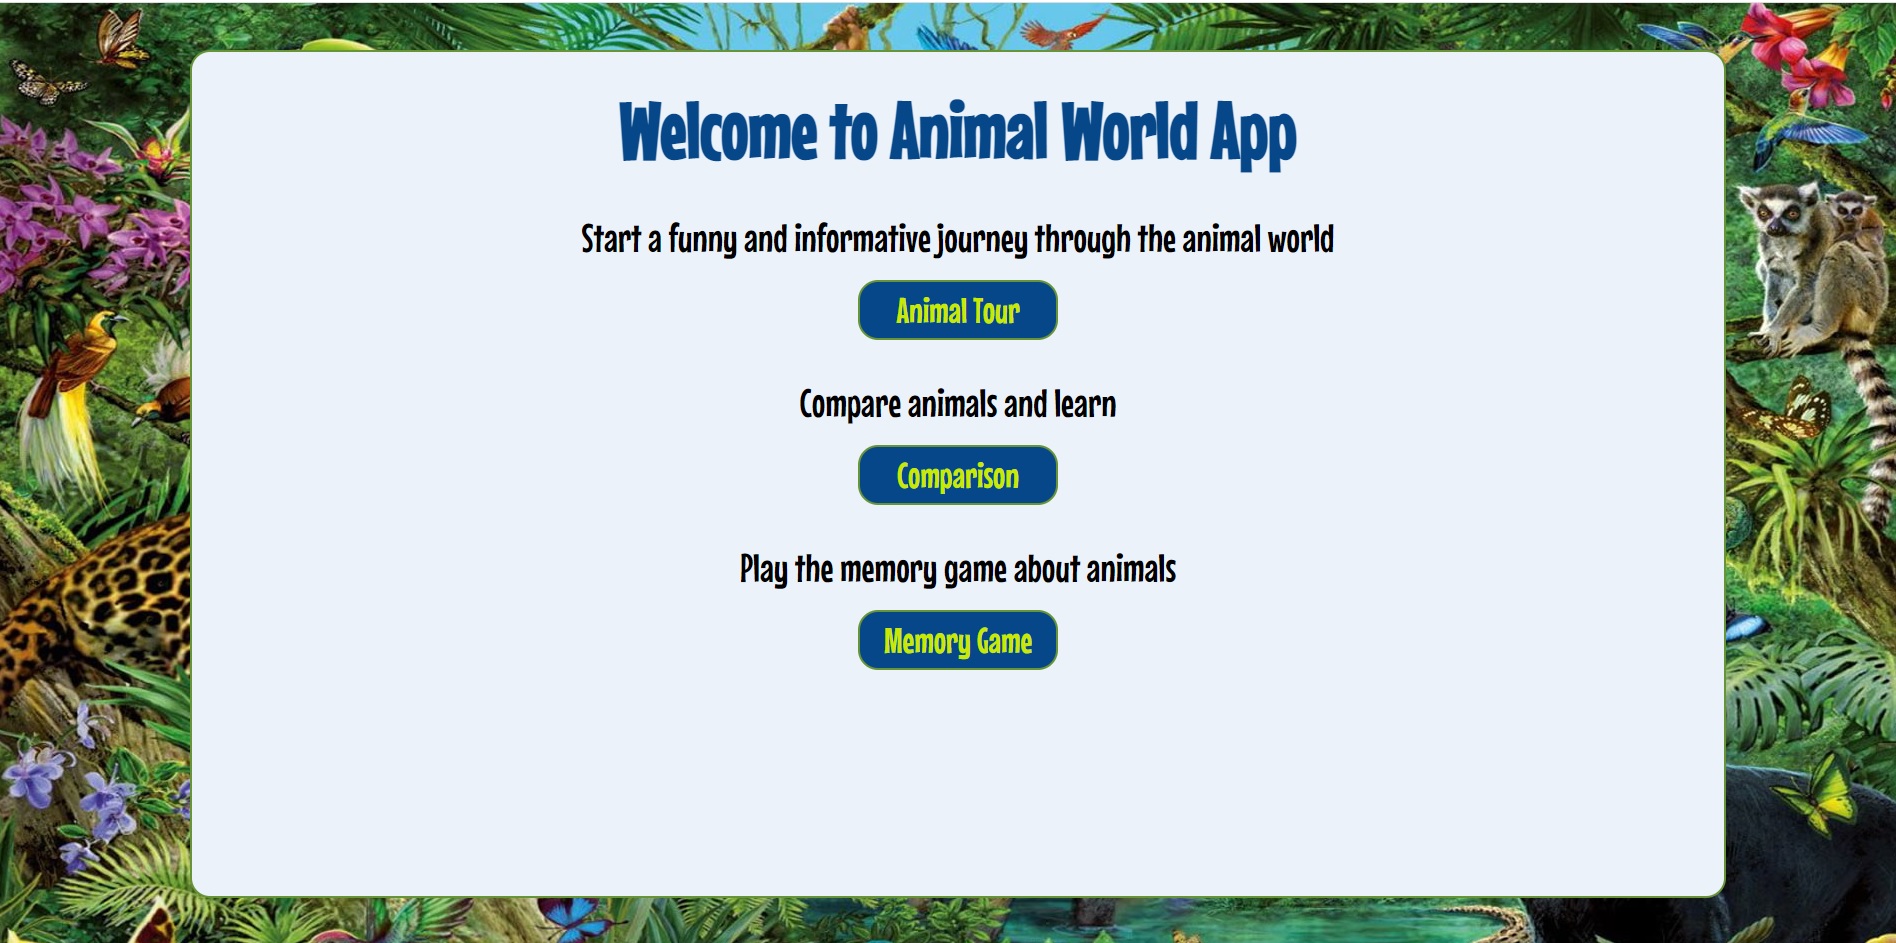 Welcome to Animal World App
Start a funny and informative journey through the animal world
Animal Tour
Compare animals and learn
Comparison
Play the memory game about animals
Memory Game